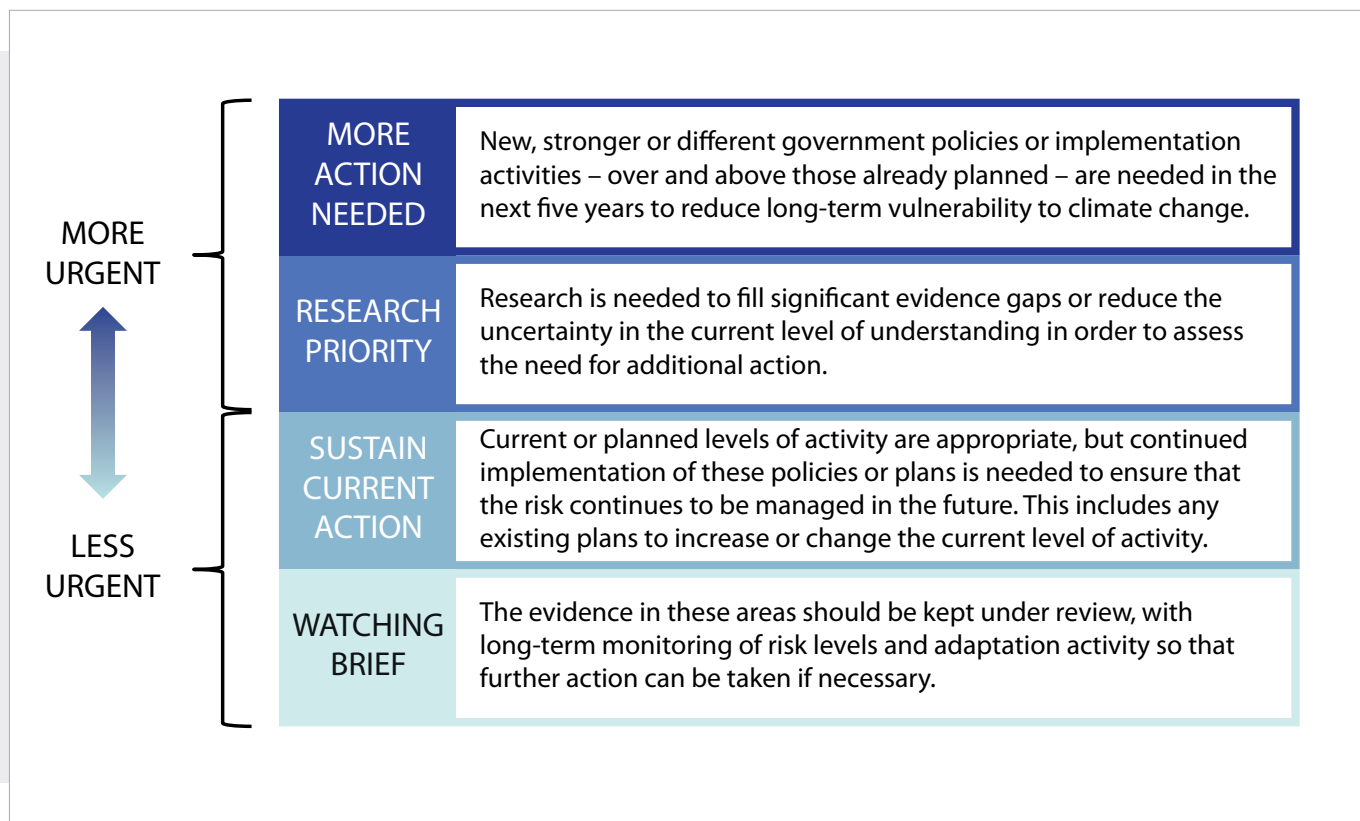 MORE
URGENT
LESS
URGENT
MORE
ACTION
NEEDED
New, stronger or different government policies or implementation
activities – over and above those already planned – are needed in the
next five years to reduce long-term vulnerability to climate change.
RESEARCH
PRIORITY
Research is needed to fill significant evidence gaps or reduce the
uncertainty in the current level of understanding in order to assess
the need for additional action.
SUSTAIN
CURRENT
ACTION
Current or planned levels of activity are appropriate, but continued
implementation of these policies or plans is needed to ensure that
the risk continues to be managed in the future. This includes any
existing plans to increase or change the current level of activity.
WATCHING
BRIEF
The evidence in these areas should be kept under review, with
long-term monitoring of risk levels and adaptation activity so that
further action can be taken if necessary.